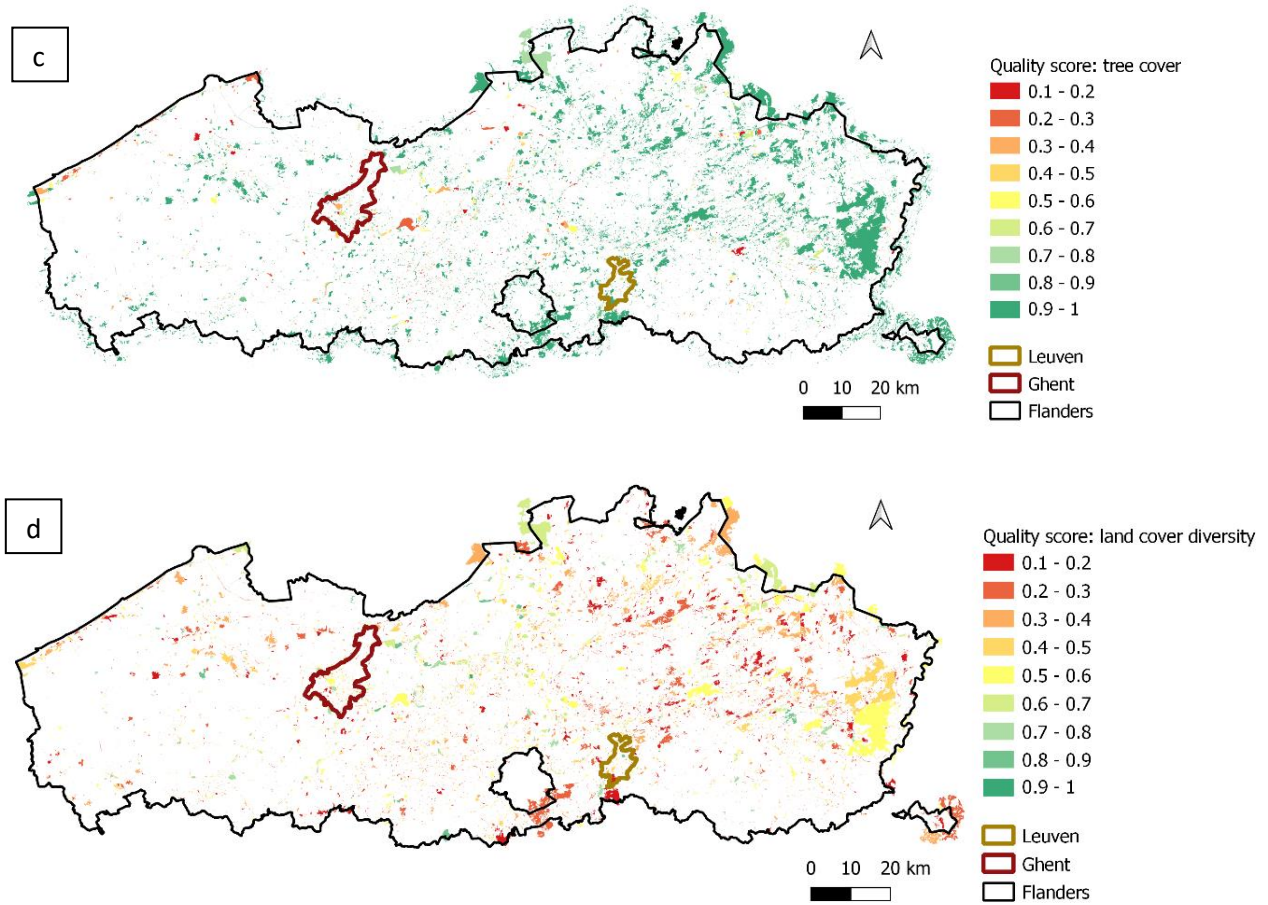 c
Quality score: tree cover
0.1 - 0.2
0.2 - 0.3
0.3 - 0.4
0.4 - 0.5
0.5 - 0.6
0.6 - 0.7
0.7 - 0.8
0.8 - 0.9
0.9 - 1
Leuven
Ghent
Flanders
0 10 20 km
d
Quality score: land cover diversity
0.1 - 0.2
0.2 - 0.3
0.3 - 0.4
0.4 - 0.5
0.5 - 0.6
0.6 - 0.7
0.7 - 0.8
0.8 - 0.9
0.9 - 1
Leuven
Ghent
Flanders
0 10 20 km